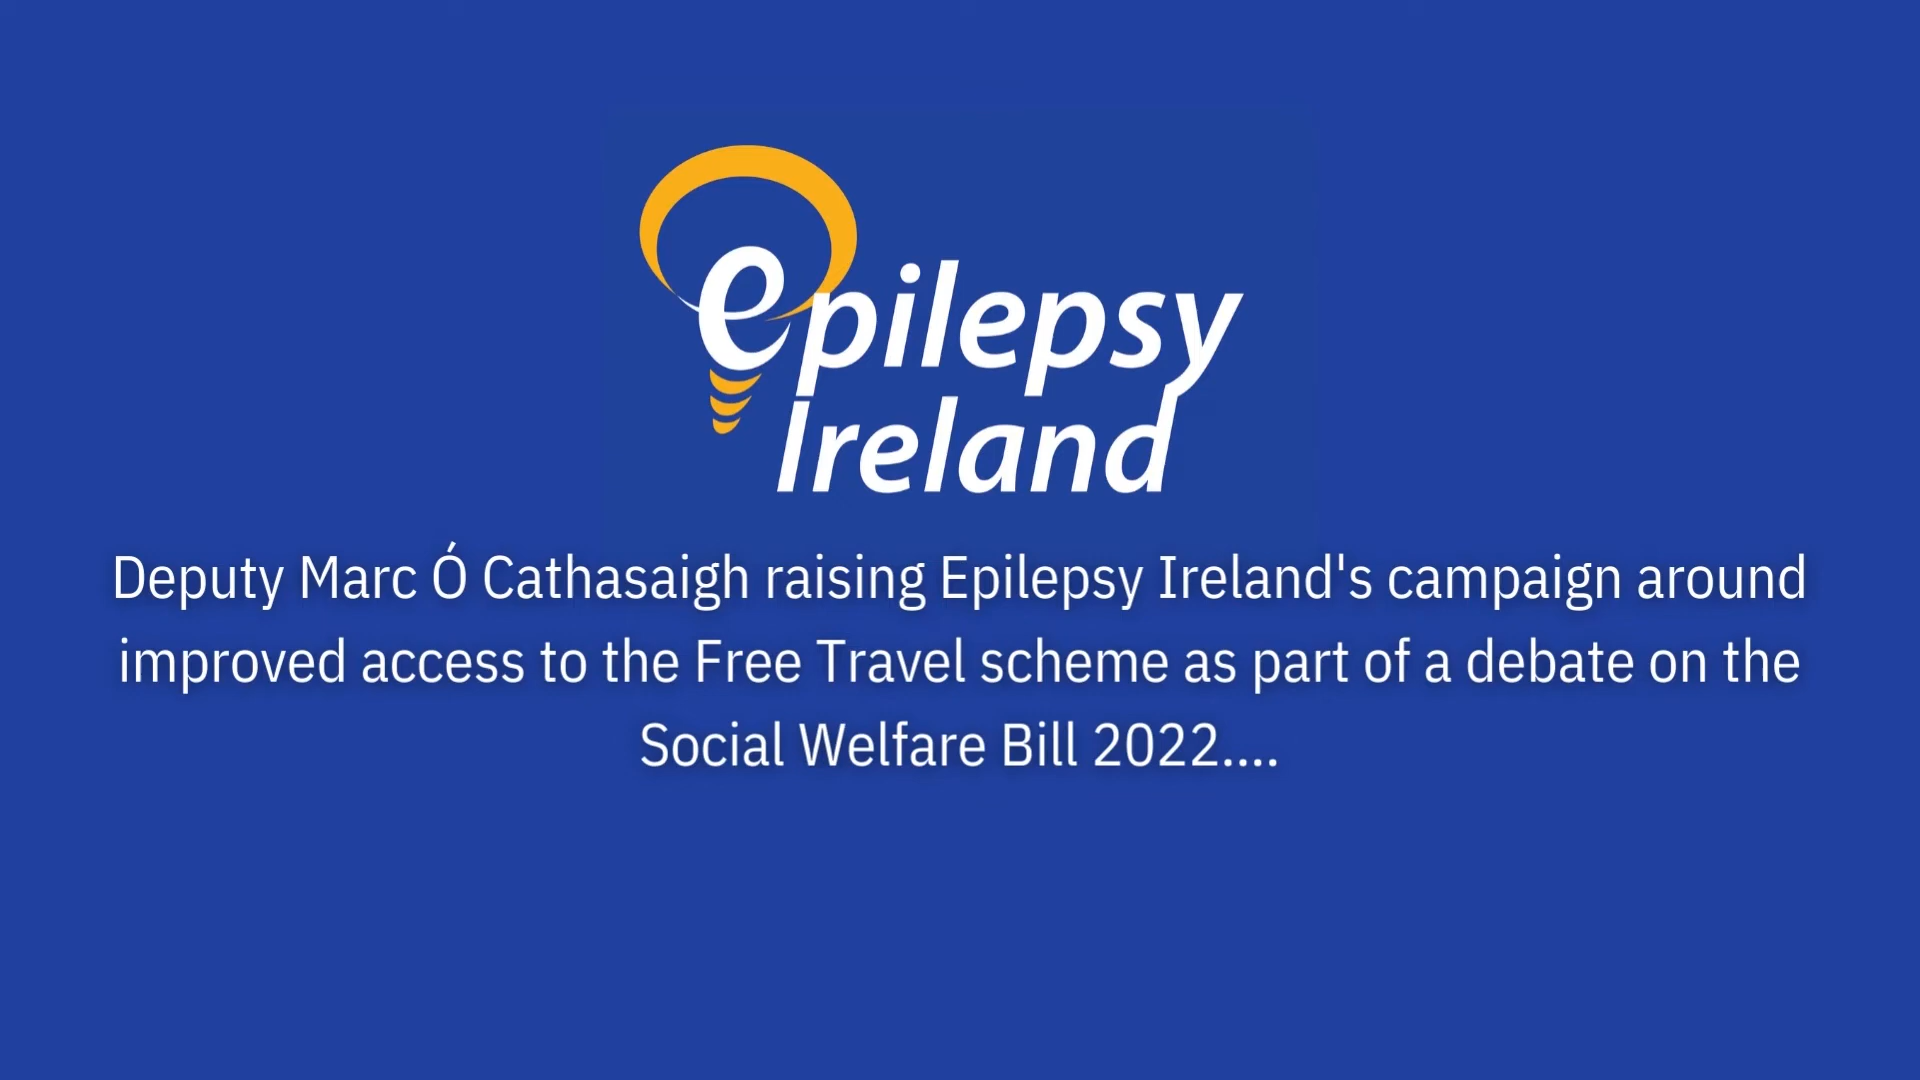 epilepsy
Ireland
Deputy Marc Ó Cathasaigh raising Epilepsy Ireland's campaign around
improved access to the Free Travel scheme as part of a debate on the
Social Welfare Bill 2022....